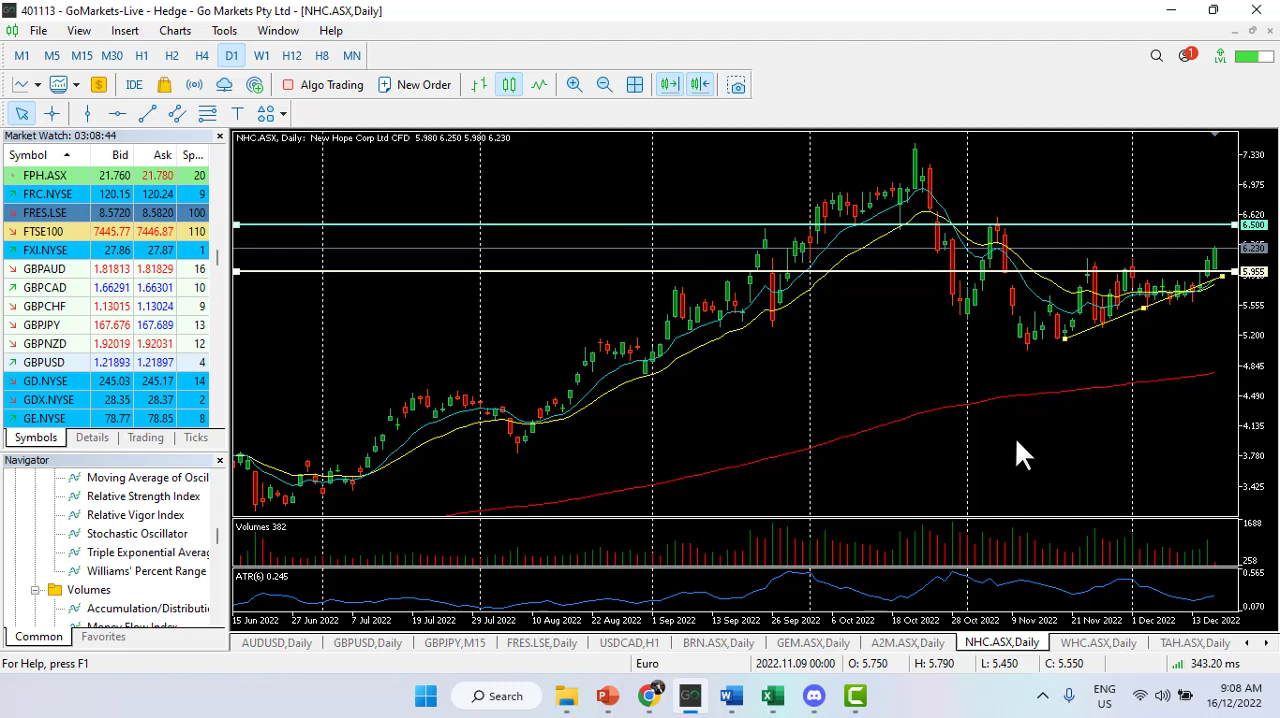 401113 - GoMarkets-Live - Hedge - Go Markets Pty Ltd - [NHC.ASX,Daily]
File View Insert Charts Tools Window Help
M1 M5 M15 M30 H1 H2 H4 D1 W1 H12 H8 MN
1 LVL
IDE Algo Trading New Order
Market Watch: 03:08:44
Symbol Bid Ask Sp...
FPH.ASX 21.760 21.780 20
FRC.NYSE 120.15 120.24 9
FRES.LSE 8.5720 8.5820 100
FTSE100 7445.77 7446.87 110
FXI.NYSE 27.86 27.87 1
GBPAUD 1.81813 1.81829 16
GBPCAD 1.66291 1.66301 10
GBPCHF 1.13015 1.13024 9
GBPJPY 167.676 167.689 13
GBPNZD 1.92019 1.92031 12
GBPUSD 1.21893 1.21897 4
GD.NYSE 245.03 245.17 14
GDX.NYSE 28.35 28.37 2
GE.NYSE 78.77 78.85 8
Symbols Details Trading Ticks
Navigator
Moving Average of Oscil
Relative Strength Index
Relative Vigor Index
Stochastic Oscillator
Triple Exponential Averag
Williams' Percent Range
Volumes
Accumulation/Distributi
Money Flow Index
Common Favorites
NHC.ASX, Daily: New Hope Corp Ltd CFD 5.980 6.250 5.980 6.230
7.330
6.975
6.620
6.500
6.230
5.955
5.555
5.200
4.845
4.490
4.135
3.780
3.425
Volumes 382
1688
258
ATR(6) 0.245
0.565
0.070
15 Jun 2022 27 Jun 2022 7 Jul 2022 19 Jul 2022 29 Jul 2022 10 Aug 2022 22 Aug 2022 1 Sep 2022 13 Sep 2022 26 Sep 2022 6 Oct 2022 18 Oct 2022 28 Oct 2022 9 Nov 2022 21 Nov 2022 1 Dec 2022 13 Dec 2022
AUDUSD,Daily GBPUSD,Daily GBPJPY,M15 FRES.LSE,Daily USDCAD,H1 BRN.ASX,Daily GEM.ASX,Daily A2M.ASX,Daily NHC.ASX,Daily WHC.ASX,Daily TAH.ASX,Daily
For Help, press F1 Euro 2022.11.09 00:00 O: 5.750 H: 5.790 L: 5.450 C: 5.550 343.20 ms
Search
GO
ENG
US
9:08 AM
16/12/2022